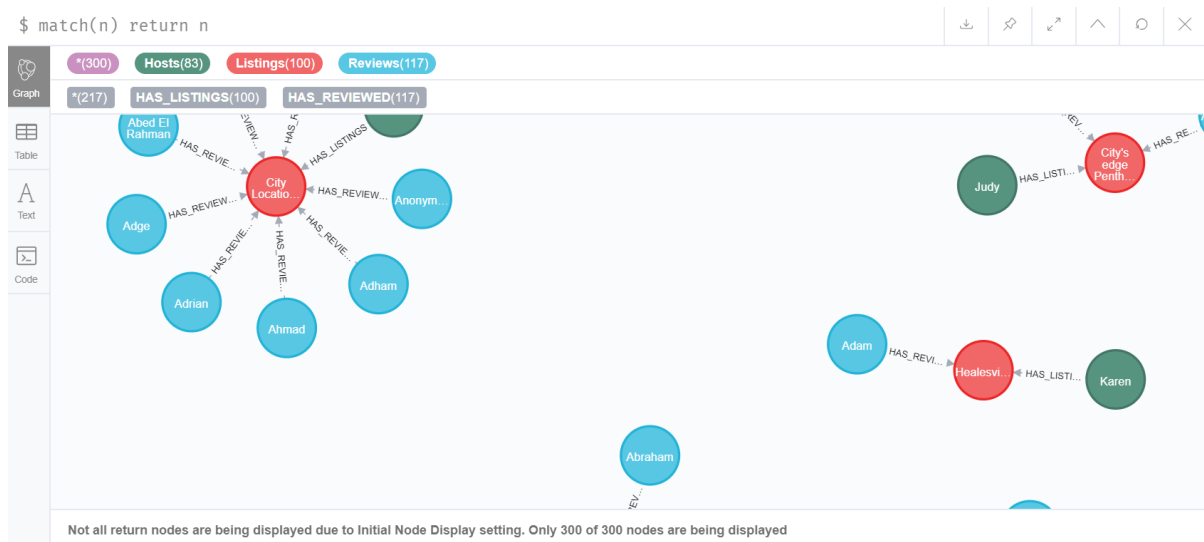 $ match(n) return n
*(300) Hosts(83) Listings(100) Reviews(117)
*(217) HAS_LISTINGS(100) HAS_REVIEWED(117)
Graph
Table
Text
Code
Abed El
Rahman
HAS_REVIE...
HAS_LISTINGS
City
Locatio...
HAS_REVIEW...
Anonym...
Adge
HAS_REVIEW...
HAS_REVIE...
HAS_REVIE...
HAS_REVIE...
Adrian
Ahmad
Adham
City's
edge
Penth...
HAS_RE...
Judy
HAS_LISTI...
Adam
HAS_REVI...
Healesvi...
HAS_LISTI...
Karen
Abraham
Not all return nodes are being displayed due to Initial Node Display setting. Only 300 of 300 nodes are being displayed